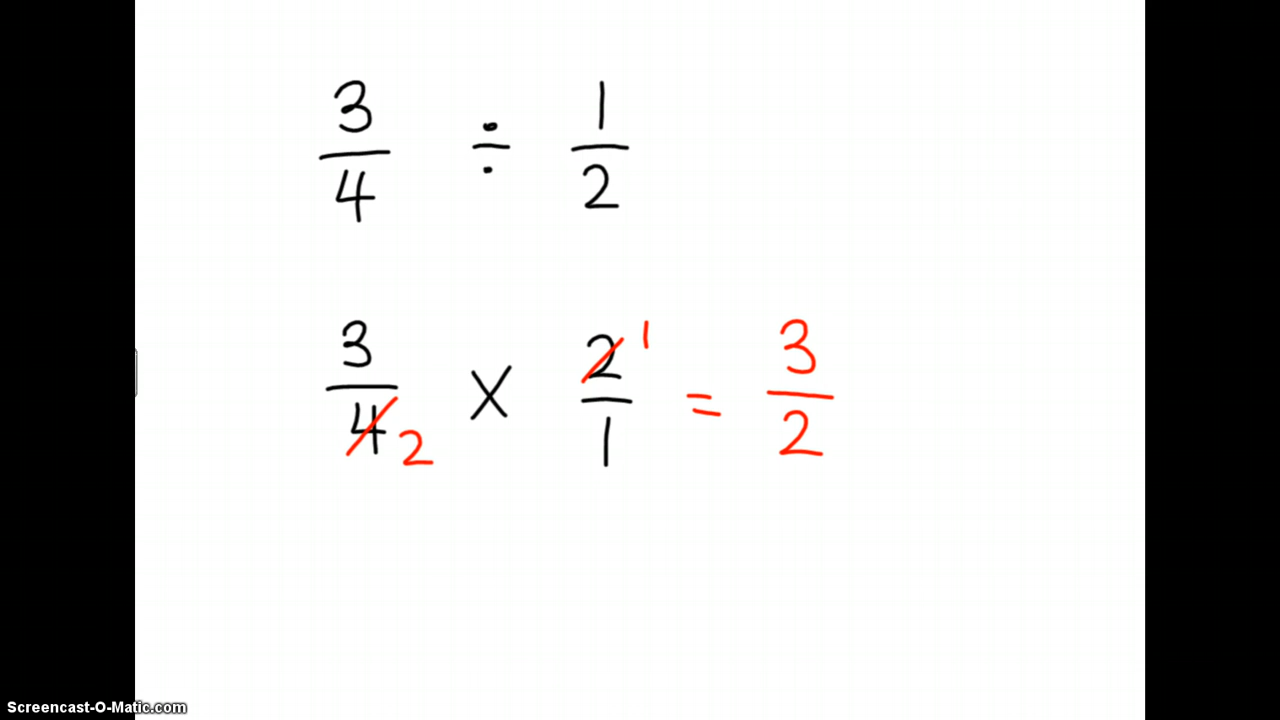 3/4 ÷ 1/2
3/4 2 × 2/1 1 = 3/2
Screencast-O-Matic.com